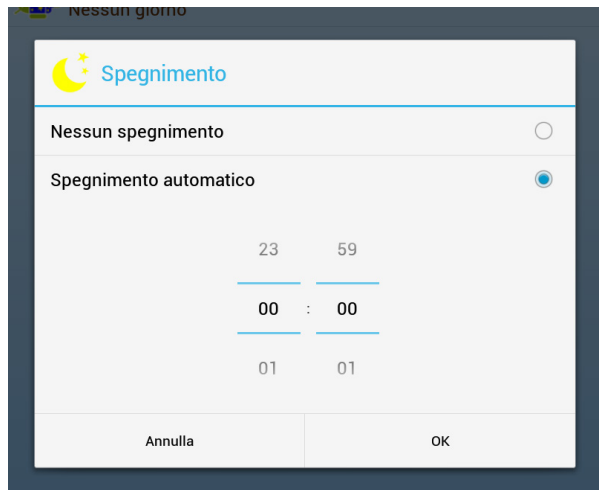 Nessun giorno
Spegnimento
Nessun spegnimento
Spegnimento automatico
23 59
00 : 00
01 01
Annulla OK